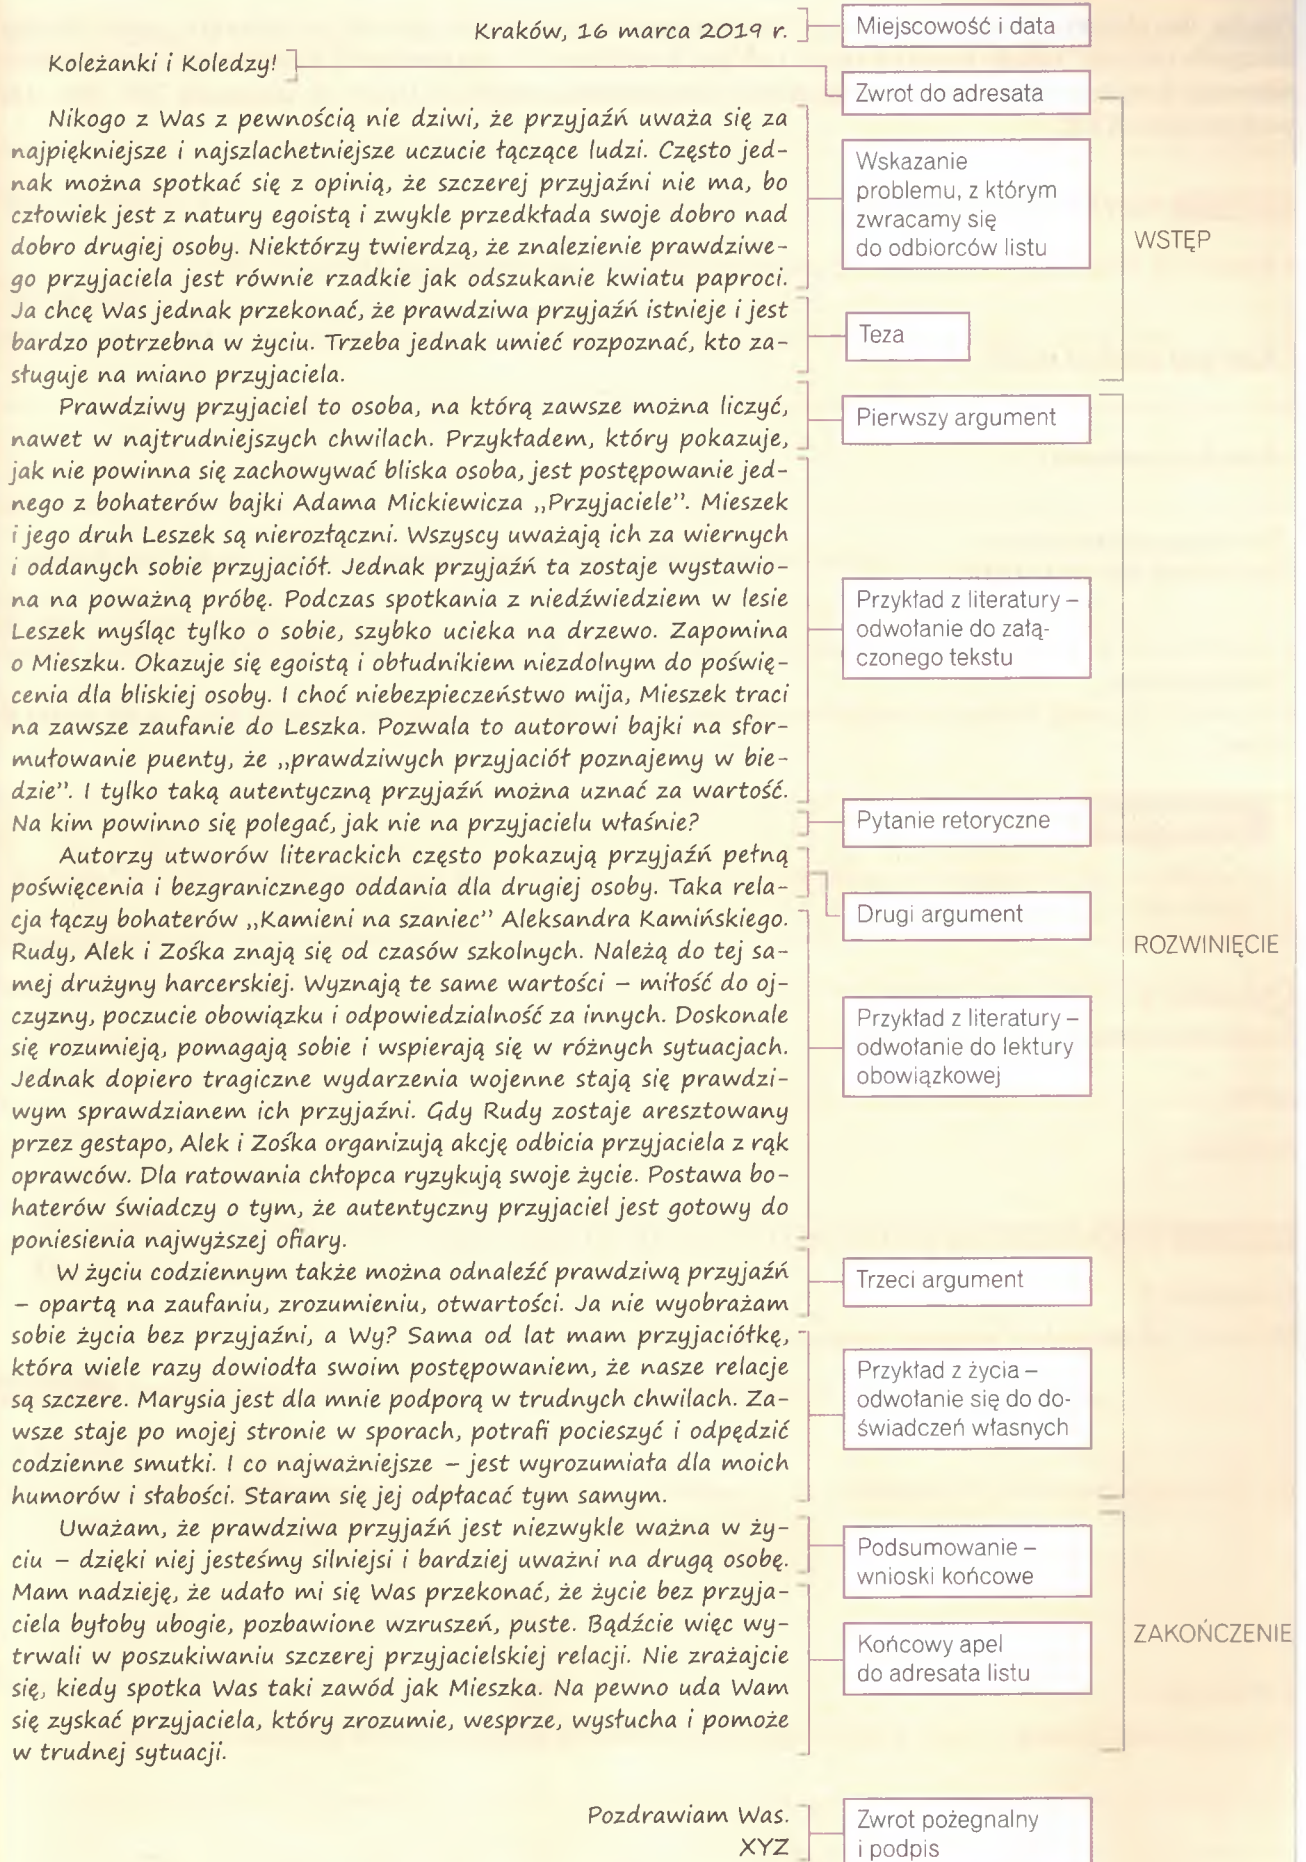 Kraków, 16 marca 2019 r.
Miejscowość i data
Koleżanki i Koledzy!
Zwrot do adresata
Nikogo z Was z pewnością nie dziwi, że przyjaźń uważa się za
najpiękniejsze i najszlachetniejsze uczucie łączące ludzi. Często jed-
nak można spotkać się z opinią, że szczerej przyjaźni nie ma, bo
człowiek jest z natury egoistą i zwykle przedkłada swoje dobro nad
dobro drugiej osoby. Niektórzy twierdzą, że znalezienie prawdziwe-
go przyjaciela jest równie rzadkie jak odszukanie kwiatu paproci.
Wskazanie
problemu, z którym
zwracamy się
do odbiorców listu
WSTĘP
Ja chcę Was jednak przekonać, że prawdziwa przyjaźń istnieje i jest
bardzo potrzebna w życiu. Trzeba jednak umieć rozpoznać, kto za-
sługuje na miano przyjaciela.
Teza
Prawdziwy przyjaciel to osoba, na którą zawsze można liczyć,
nawet w najtrudniejszych chwilach. Przykładem, który pokazuje,
Pierwszy argument
jak nie powinna się zachowywać bliska osoba, jest postępowanie jed-
nego z bohaterów bajki Adama Mickiewicza „Przyjaciele”. Mieszek
i jego druh Leszek są nierozłączni. Wszyscy uważają ich za wiernych
i oddanych sobie przyjaciół. Jednak przyjaźń ta zostaje wystawio-
na na poważną próbę. Podczas spotkania z niedźwiedziem w lesie
Leszek myśląc tylko o sobie, szybko ucieka na drzewo. Zapomina
o Mieszku. Okazuje się egoistą i obłudnikiem niezdolnym do poświę-
cenia dla bliskiej osoby. I choć niebezpieczeństwo mija, Mieszek traci
na zawsze zaufanie do Leszka. Pozwala to autorowi bajki na sfor-
mułowanie puenty, że „prawdziwych przyjaciół poznajemy w bie-
dzie”. I tylko taką autentyczną przyjaźń można uznać za wartość.
Przykład z literatury –
odwołanie do załą-
czonego tekstu
Na kim powinno się polegać, jak nie na przyjacielu właśnie?
Pytanie retoryczne
Autorzy utworów literackich często pokazują przyjaźń pełną
poświęcenia i bezgranicznego oddania dla drugiej osoby. Taka rela-
Drugi argument
cja łączy bohaterów „Kamieni na szaniec” Aleksandra Kamińskiego.
Rudy, Alek i Zośka znają się od czasów szkolnych. Należą do tej sa-
mej drużyny harcerskiej. Wyznają te same wartości – miłość do oj-
czyzny, poczucie obowiązku i odpowiedzialność za innych. Doskonale
się rozumieją, pomagają sobie i wspierają się w różnych sytuacjach.
Jednak dopiero tragiczne wydarzenia wojenne stają się prawdzi-
wym sprawdzianem ich przyjaźni. Gdy Rudy zostaje aresztowany
przez gestapo, Alek i Zośka organizują akcję odbicia przyjaciela z rąk
oprawców. Dla ratowania chłopca ryzykują swoje życie. Postawa bo-
haterów świadczy o tym, że autentyczny przyjaciel jest gotowy do
poniesienia najwyższej ofiary.
ROZWINIĘCIE
Przykład z literatury –
odwołanie do lektury
obowiązkowej
W życiu codziennym także można odnaleźć prawdziwą przyjaźń
– opartą na zaufaniu, zrozumieniu, otwartości. Ja nie wyobrażam
Trzeci argument
sobie życia bez przyjaźni, a Wy? Sama od lat mam przyjaciółkę,
która wiele razy dowiodła swoim postępowaniem, że nasze relacje
są szczere. Marysia jest dla mnie podporą w trudnych chwilach. Za-
wsze staje po mojej stronie w sporach, potrafi pocieszyć i odpędzić
codzienne smutki. I co najważniejsze – jest wyrozumiała dla moich
humorów i słabości. Staram się jej odpłacać tym samym.
Przykład z życia –
odwołanie się do do-
świadczeń własnych
Uważam, że prawdziwa przyjaźń jest niezwykle ważna w ży-
ciu – dzięki niej jesteśmy silniejsi i bardziej uważni na drugą osobę.
Podsumowanie –
wnioski końcowe
Mam nadzieję, że udało mi się Was przekonać, że życie bez przyja-
ciela byłoby ubogie, pozbawione wzruszeń, puste. Bądźcie więc wy-
trwali w poszukiwaniu szczerej przyjacielskiej relacji. Nie zrażajcie
się, kiedy spotka Was taki zawód jak Mieszka. Na pewno uda Wam
się zyskać przyjaciela, który zrozumie, wesprze, wysłucha i pomoże
w trudnej sytuacji.
Końcowy apel
do adresata listu
ZAKOŃCZENIE
Pozdrawiam Was.
XYZ
Zwrot pożegnalny
i podpis